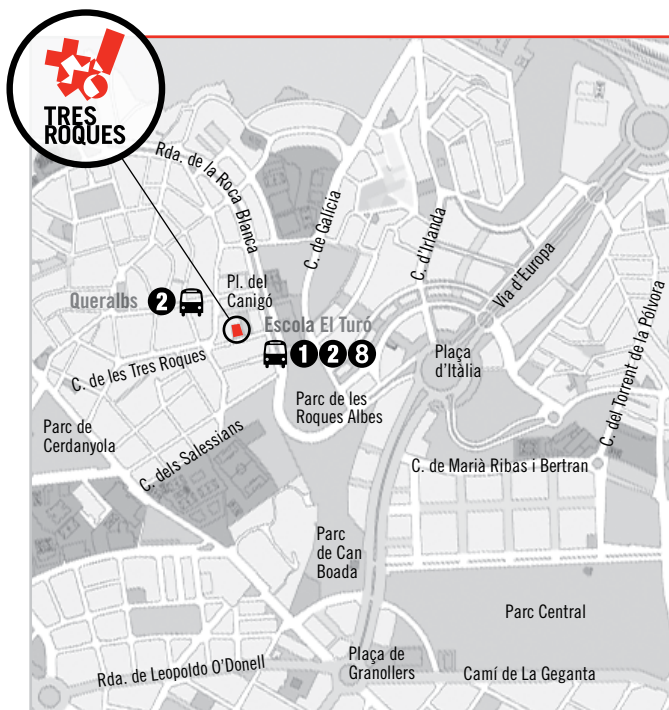 TRES
ROQUES
Rda. de la Roca Blanca
C. de Galícia
C. d'Irlanda
Via d'Europa
C. del Torrent de la Pólvora
Pl. del
Canigó
Queralbs 2
Escola El Turó
1 2 8
Plaça
d'Itàlia
C. de les Tres Roques
Parc de les
Roques Albes
Parc de
Cerdanyola
C. dels Salessians
C. de Marià Ribas i Bertran
Parc
de Can
Boada
Parc Central
Plaça de
Granollers
Rda. de Leopoldo O'Donell
Camí de La Geganta